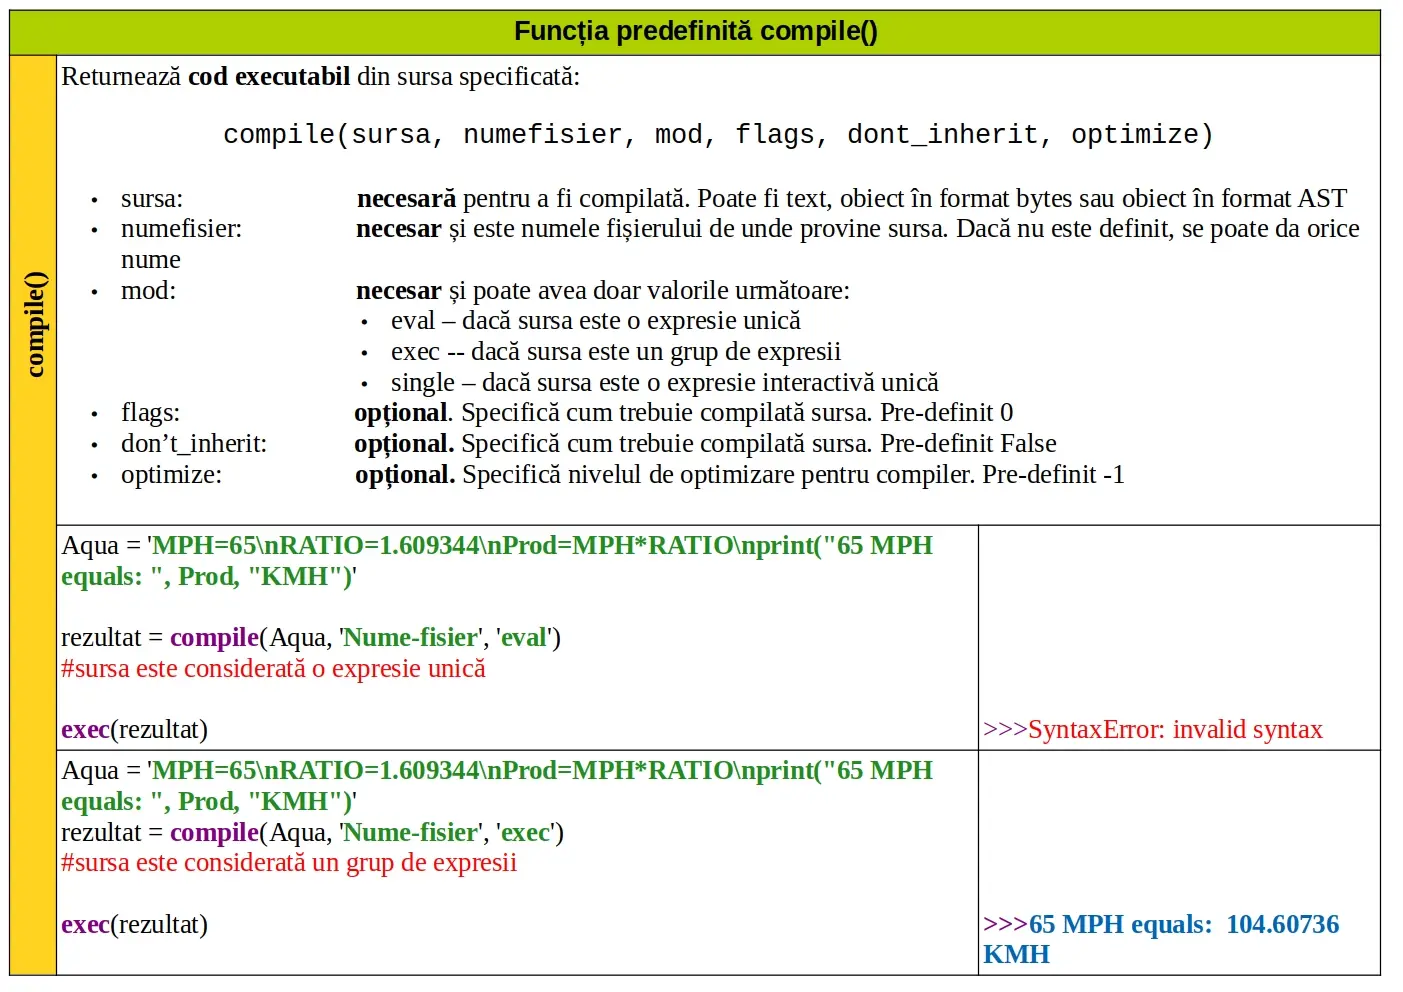 Funcția predefinită compile()
compile()
Returnează cod executabil din sursa specificată:
compile(sursa, numefisier, mod, flags, dont_inherit, optimize)
• sursa: necesară pentru a fi compilată. Poate fi text, obiect în format bytes sau obiect în format AST
• numefisier: necesar și este numele fișierului de unde provine sursa. Dacă nu este definit, se poate da orice
nume
• mod: necesar și poate avea doar valorile următoare:
• eval – dacă sursa este o expresie unică
• exec -- dacă sursa este un grup de expresii
• single – dacă sursa este o expresie interactivă unică
• flags: opțional. Specifică cum trebuie compilată sursa. Pre-definit 0
• don’t_inherit: opțional. Specifică cum trebuie compilată sursa. Pre-definit False
• optimize: opțional. Specifică nivelul de optimizare pentru compiler. Pre-definit -1
Aqua = 'MPH=65\nRATIO=1.609344\nProd=MPH*RATIO\nprint("65 MPH
equals: ", Prod, "KMH")'
rezultat = compile(Aqua, 'Nume-fisier', 'eval')
#sursa este considerată o expresie unică
exec(rezultat)
>>>SyntaxError: invalid syntax
Aqua = 'MPH=65\nRATIO=1.609344\nProd=MPH*RATIO\nprint("65 MPH
equals: ", Prod, "KMH")'
rezultat = compile(Aqua, 'Nume-fisier', 'exec')
#sursa este considerată un grup de expresii
exec(rezultat)
>>>65 MPH equals:  104.60736
KMH